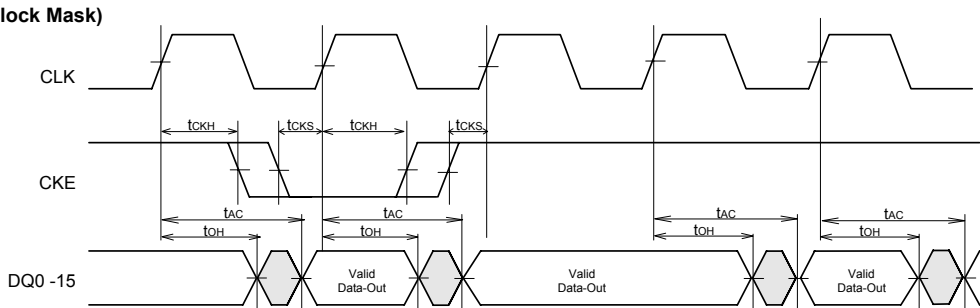 lock Mask)
CLK
tCKH tCKS tCKH tCKS
CKE
tAC tAC tAC tAC
tOH tOH tOH tOH
DQ0 -15
Valid Data-Out
Valid Data-Out
Valid Data-Out